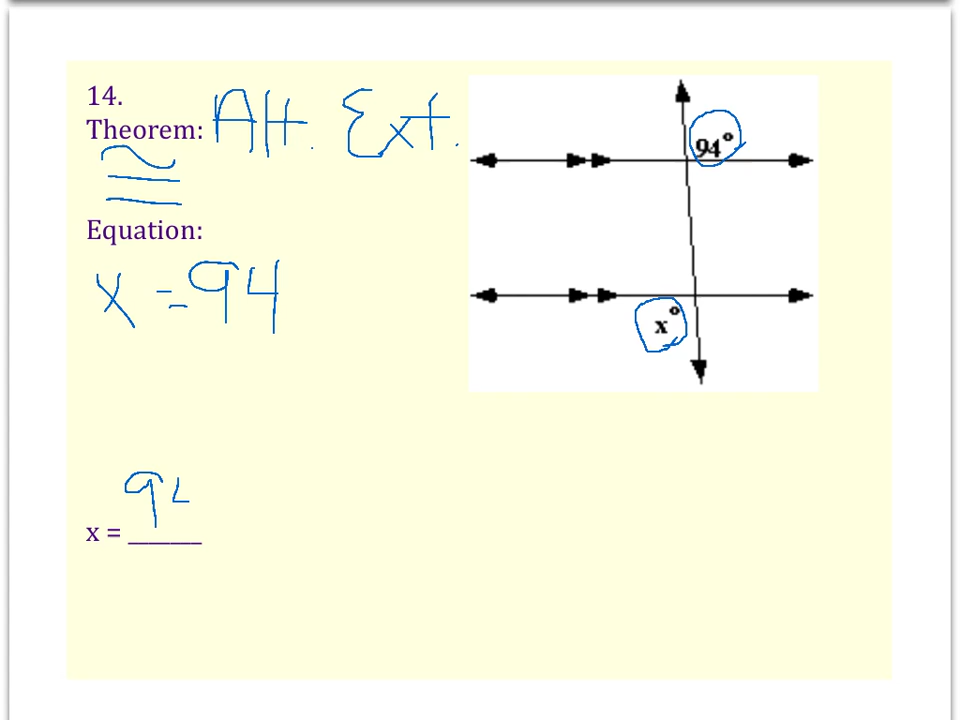 14.
Theorem: Alt. Ext.
≅
Equation:
x = 94
94
x = _______
94°
x°